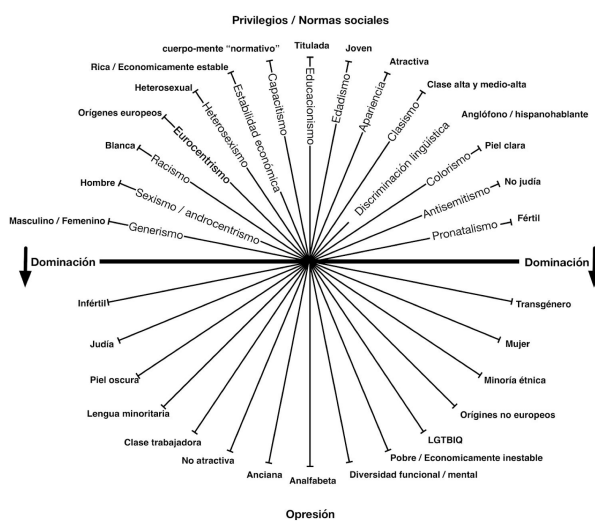 Privilegios / Normas sociales
cuerpo-mente “normativo”
Titulada
Joven
Rica / Economicamente estable
Atractiva
Heterosexual
Clase alta y medio-alta
Orígenes europeos
Anglófono / hispanohablante
Blanca
Piel clara
Hombre
No judía
Masculino / Femenino
Fértil
Generismo
Sexismo / androcentrismo
Racismo
Eurocentrismo
Heterosexismo
Estabilidad económica
Capacitismo
Educacionismo
Edadismo
Apariencia
Clasismo
Discriminación lingüística
Colorismo
Antisemitismo
Pronatalismo
Dominación
Dominación
Infértil
Transgénero
Judía
Mujer
Piel oscura
Minoría étnica
Lengua minoritaria
Orígines no europeos
Clase trabajadora
LGTBIQ
No atractiva
Pobre / Economicamente inestable
Anciana
Analfabeta
Diversidad funcional / mental
Opresión